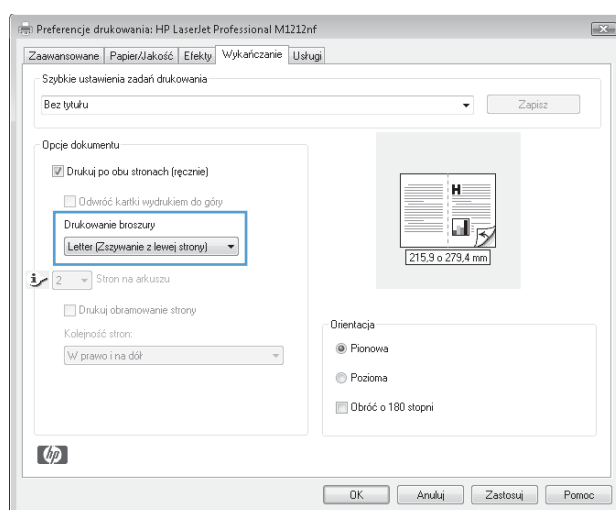 Preferencje drukowania: HP LaserJet Professional M1212nf
Zaawansowane Papier/Jakość Efekty Wykańczanie Usługi
Szybkie ustawienia zadań drukowania
Bez tytułu
Zapisz
Opcje dokumentu
Drukuj po obu stronach (ręcznie)
Odwróć kartki wydrukiem do góry
Drukowanie broszury
Letter (Zszywanie z lewej strony)
2 Stron na arkuszu
Drukuj obramowanie strony
Kolejność stron:
W prawo i na dół
H
215,9 o 279,4 mm
Orientacja
Pionowa
Pozioma
Obróć o 180 stopni
hp
OK Anuluj Zastosuj Pomoc